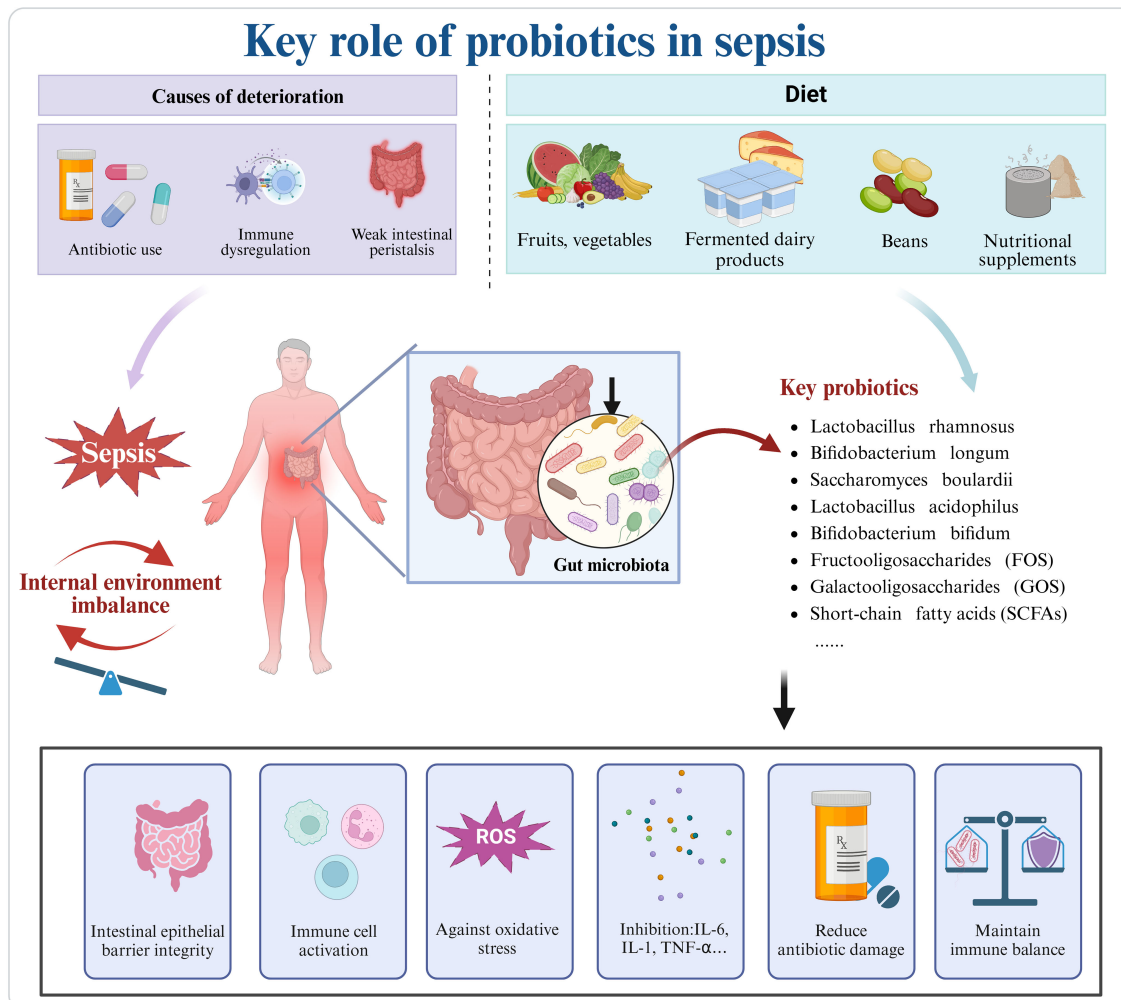 Key role of probiotics in sepsis
Causes of deterioration
Diet
Rx
Antibiotic use
Immune
dysregulation
Weak intestinal
peristalsis
Fruits, vegetables
Fermented dairy
products
Beans
Nutritional
supplements
Sepsis
Internal environment
imbalance
Gut microbiota
Key probiotics
• Lactobacillus rhamnosus
• Bifidobacterium longum
• Saccharomyces boulardii
• Lactobacillus acidophilus
• Bifidobacterium bifidum
• Fructooligosaccharides (FOS)
• Galactooligosaccharides (GOS)
• Short-chain fatty acids (SCFAs)
......
Intestinal epithelial
barrier integrity
Immune cell
activation
ROS
Against oxidative
stress
Inhibition:IL-6,
IL-1, TNF-α...
Rx
Reduce
antibiotic damage
Maintain
immune balance